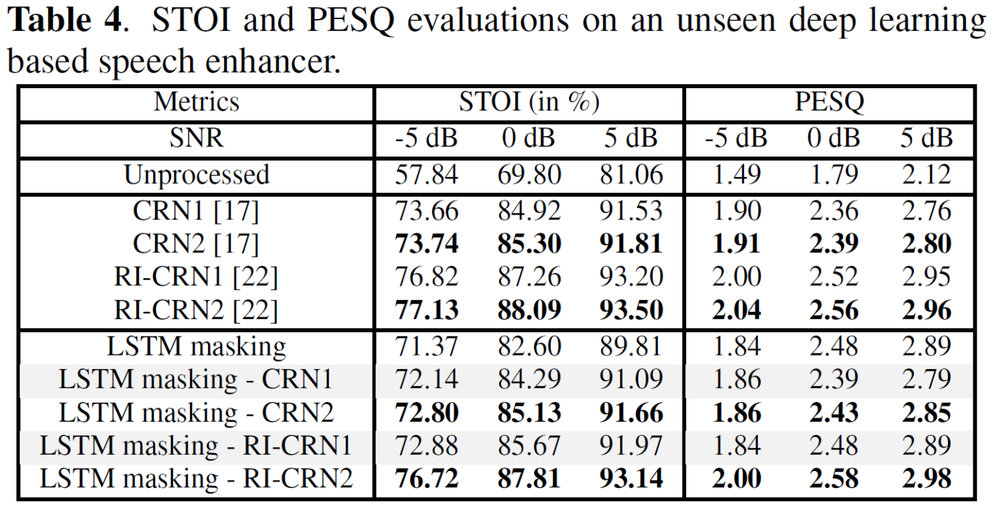 Table 4. STOI and PESQ evaluations on an unseen deep learning
based speech enhancer.
Metrics STOI (in %) PESQ
SNR -5 dB 0 dB 5 dB -5 dB 0 dB 5 dB
Unprocessed 57.84 69.80 81.06 1.49 1.79 2.12
CRN1 [17] 73.66 84.92 91.53 1.90 2.36 2.76
CRN2 [17] 73.74 85.30 91.81 1.91 2.39 2.80
RI-CRN1 [22] 76.82 87.26 93.20 2.00 2.52 2.95
RI-CRN2 [22] 77.13 88.09 93.50 2.04 2.56 2.96
LSTM masking 71.37 82.60 89.81 1.84 2.48 2.89
LSTM masking - CRN1 72.14 84.29 91.09 1.86 2.39 2.79
LSTM masking - CRN2 72.80 85.13 91.66 1.86 2.43 2.85
LSTM masking - RI-CRN1 72.88 85.67 91.97 1.84 2.48 2.89
LSTM masking - RI-CRN2 76.72 87.81 93.14 2.00 2.58 2.98